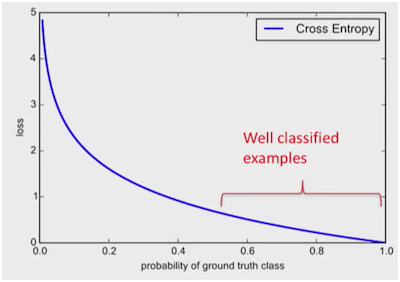 5
4
3
2
1
0
loss
Cross Entropy
Well classified
examples
0.0 0.2 0.4 0.6 0.8 1.0
probability of ground truth class